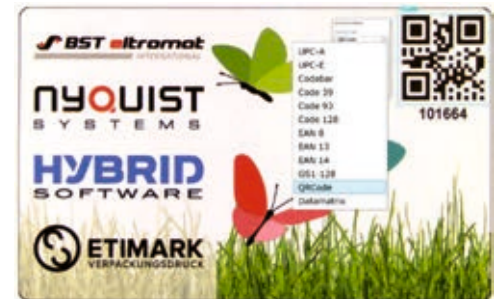 BST eltromat
INTERNATIONAL
NYQUIST
SYSTEMS
HYBRID
SOFTWARE
ETIMARK
VERPACKUNGSDRUCK
UPC-A
UPC-E
Codebar
Code 39
Code 93
Code 128
EAN 8
EAN 13
EAN 14
GS1-128
QRCode
Datamatrix
101664